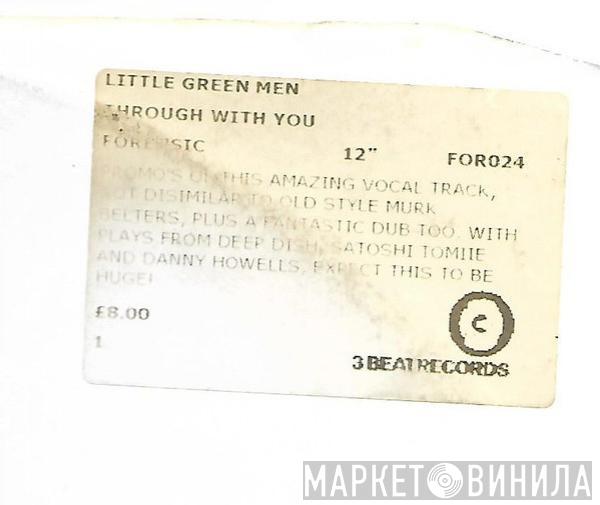 LITTLE GREEN MEN
THROUGH WITH YOU
FORENSIC 12" FOR024
PROMO'S OF THIS AMAZING VOCAL TRACK,
NOT DISIMILAR TO OLD STYLE MURK
BELTERS, PLUS A FANTASTIC DUB TOO. WITH
PLAYS FROM DEEP DISH, SATOSHI TOMIIE
AND DANNY HOWELLS, EXPECT THIS TO BE
HUGE!
£8.00
1
C
3 BEAT RECORDS
МАРКЕТ ВИНИЛА